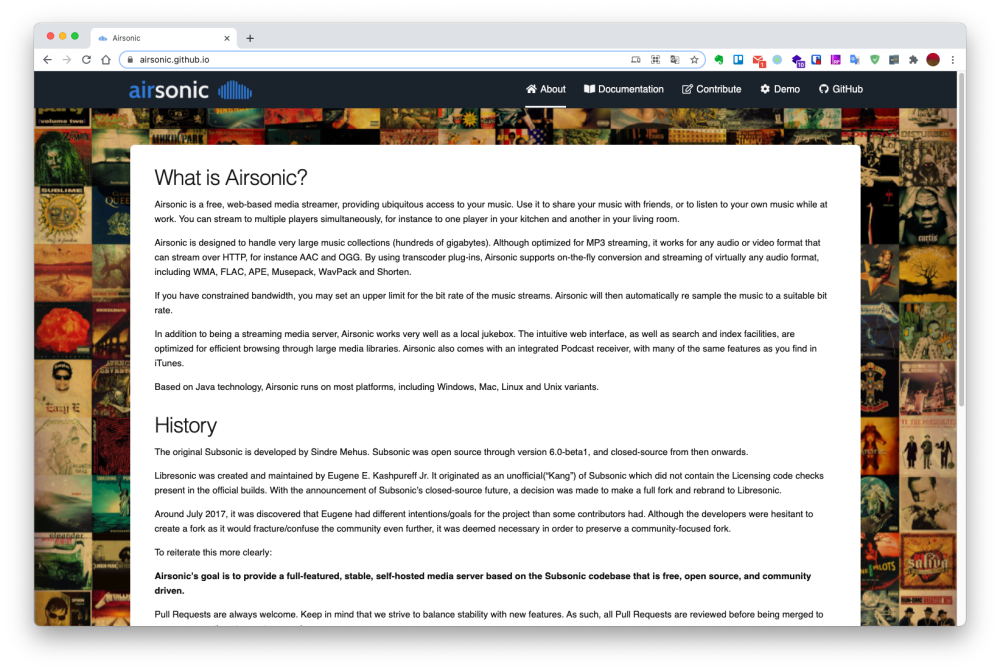 Airsonic
airsonic.github.io
1
10
airsonic
About
Documentation
Contribute
Demo
GitHub
volume two
LINKIN PARK
DISTURBED
SUBLIME
QUEE
curtis
Eazy E
PILOTS
saliva
What is Airsonic?
Airsonic is a free, web-based media streamer, providing ubiquitous access to your music. Use it to share your music with friends, or to listen to your own music while at
work. You can stream to multiple players simultaneously, for instance to one player in your kitchen and another in your living room.
Airsonic is designed to handle very large music collections (hundreds of gigabytes). Although optimized for MP3 streaming, it works for any audio or video format that
can stream over HTTP, for instance AAC and OGG. By using transcoder plug-ins, Airsonic supports on-the-fly conversion and streaming of virtually any audio format,
including WMA, FLAC, APE, Musepack, WavPack and Shorten.
If you have constrained bandwidth, you may set an upper limit for the bit rate of the music streams. Airsonic will then automatically re sample the music to a suitable bit
rate.
In addition to being a streaming media server, Airsonic works very well as a local jukebox. The intuitive web interface, as well as search and index facilities, are
optimized for efficient browsing through large media libraries. Airsonic also comes with an integrated Podcast receiver, with many of the same features as you find in
iTunes.
Based on Java technology, Airsonic runs on most platforms, including Windows, Mac, Linux and Unix variants.
History
The original Subsonic is developed by Sindre Mehus. Subsonic was open source through version 6.0-beta1, and closed-source from then onwards.
Libresonic was created and maintained by Eugene E. Kashpureff Jr. It originated as an unofficial(“Kang”) of Subsonic which did not contain the Licensing code checks
present in the official builds. With the announcement of Subsonic's closed-source future, a decision was made to make a full fork and rebrand to Libresonic.
Around July 2017, it was discovered that Eugene had different intentions/goals for the project than some contributors had. Although the developers were hesitant to
create a fork as it would fracture/confuse the community even further, it was deemed necessary in order to preserve a community-focused fork.
To reiterate this more clearly:
Airsonic's goal is to provide a full-featured, stable, self-hosted media server based on the Subsonic codebase that is free, open source, and community
driven.
Pull Requests are always welcome. Keep in mind that we strive to balance stability with new features. As such, all Pull Requests are reviewed before being merged to